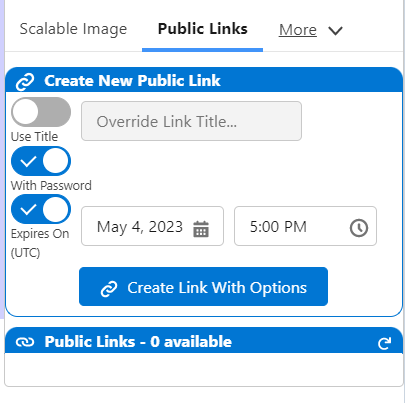 Scalable Image Public Links More
Create New Public Link
Override Link Title...
Use Title
With Password
May 4, 2023 5:00 PM
Expires On
(UTC)
Create Link With Options
Public Links - 0 available